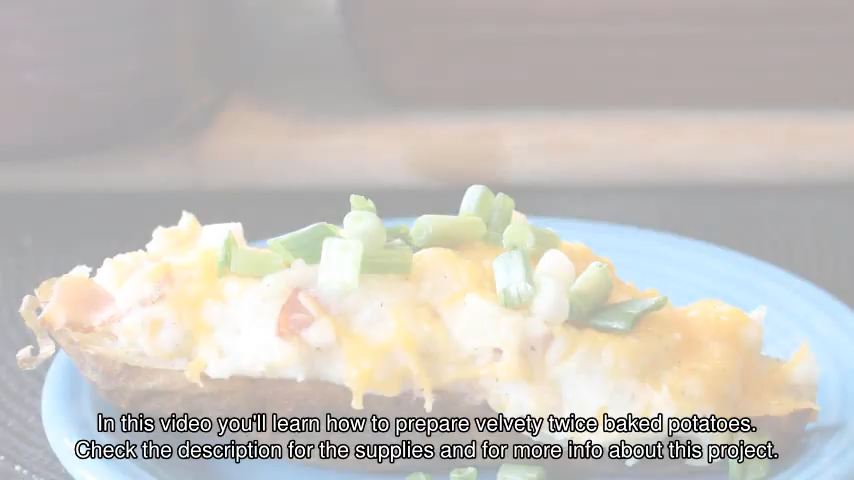 In this video you'll learn how to prepare velvety twice baked potatoes.
Check the description for the supplies and for more info about this project.